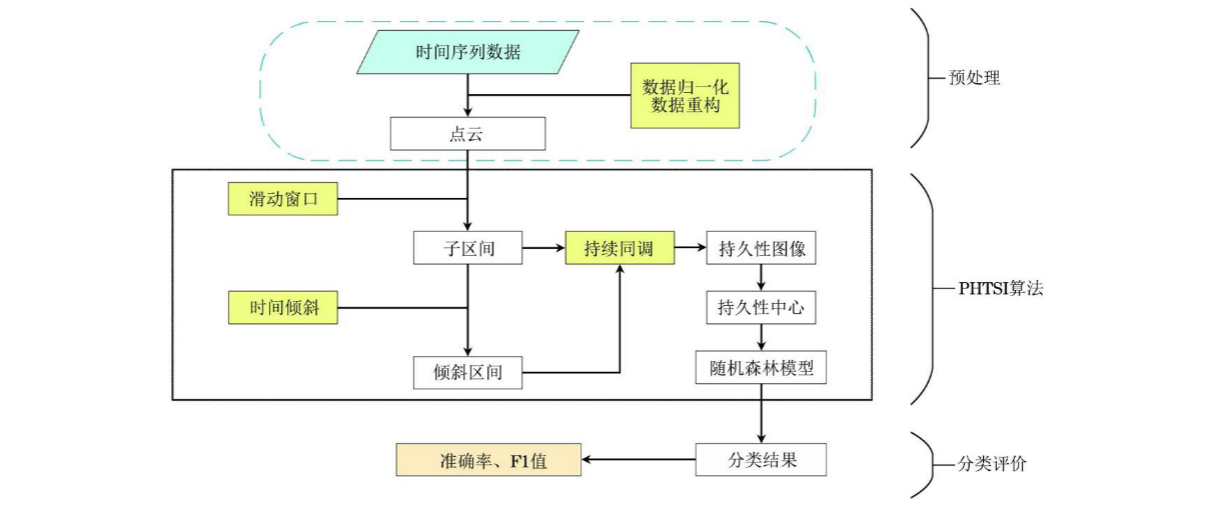 时间序列数据
数据归一化
数据重构
预处理
点云
滑动窗口
子区间
持续同调
持久性图像
时间倾斜
持久性中心
PHTSI算法
倾斜区间
随机森林模型
准确率、F1值
分类结果
分类评价